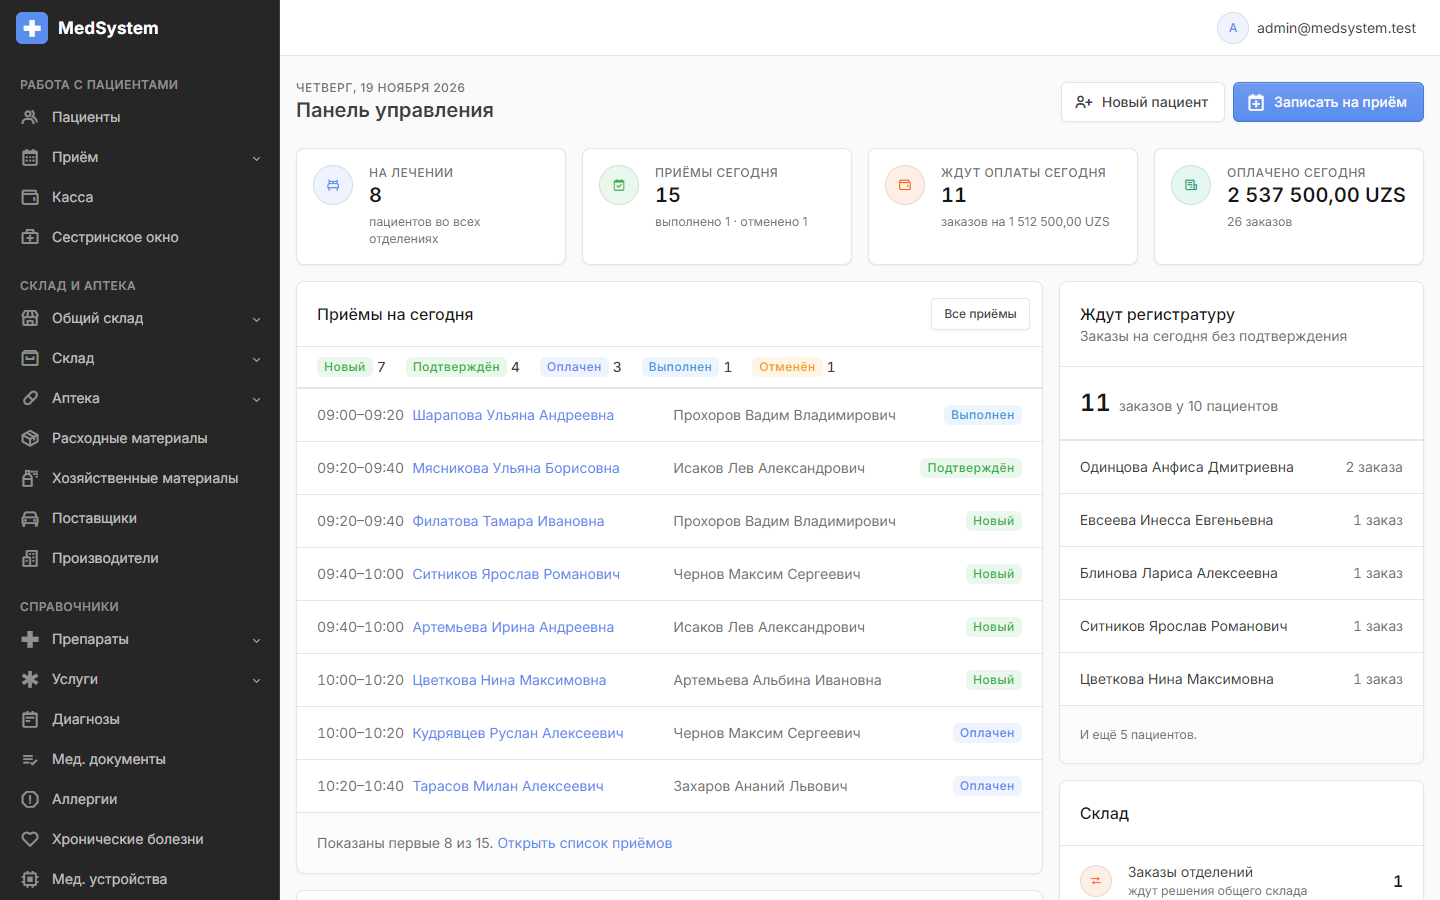 MedSystem
РАБОТА С ПАЦИЕНТАМИ
Пациенты
Приём
Касса
Сестринское окно
СКЛАД И АПТЕКА
Общий склад
Склад
Аптека
Расходные материалы
Хозяйственные материалы
Поставщики
Производители
СПРАВОЧНИКИ
Препараты
Услуги
Диагнозы
Мед. документы
Аллергии
Хронические болезни
Мед. устройства
A admin@medsystem.test
ЧЕТВЕРГ, 19 НОЯБРЯ 2026
Панель управления
Новый пациент
Записать на приём
НА ЛЕЧЕНИИ
8
пациентов во всех
отделениях
ПРИЁМЫ СЕГОДНЯ
15
выполнено 1 · отменено 1
ЖДУТ ОПЛАТЫ СЕГОДНЯ
11
заказов на 1 512 500,00 UZS
ОПЛАЧЕНО СЕГОДНЯ
2 537 500,00 UZS
26 заказов
Приёмы на сегодня
Все приёмы
Новый 7 Подтверждён 4 Оплачен 3 Выполнен 1 Отменён 1
09:00–09:20 Шарапова Ульяна Андреевна Прохоров Вадим Владимирович Выполнен
09:20–09:40 Мясникова Ульяна Борисовна Исаков Лев Александрович Подтверждён
09:20–09:40 Филатова Тамара Ивановна Прохоров Вадим Владимирович Новый
09:40–10:00 Ситников Ярослав Романович Чернов Максим Сергеевич Новый
09:40–10:00 Артемьева Ирина Андреевна Исаков Лев Александрович Новый
10:00–10:20 Цветкова Нина Максимовна Артемьева Альбина Ивановна Новый
10:00–10:20 Кудрявцев Руслан Алексеевич Чернов Максим Сергеевич Оплачен
10:20–10:40 Тарасов Милан Алексеевич Захаров Ананий Львович Оплачен
Показаны первые 8 из 15. Открыть список приёмов
Ждут регистратуру
Заказы на сегодня без подтверждения
11 заказов у 10 пациентов
Одинцова Анфиса Дмитриевна 2 заказа
Евсеева Инесса Евгеньевна 1 заказ
Блинова Лариса Алексеевна 1 заказ
Ситников Ярослав Романович 1 заказ
Цветкова Нина Максимовна 1 заказ
И ещё 5 пациентов.
Склад
Заказы отделений 1
ждут решения общего склада